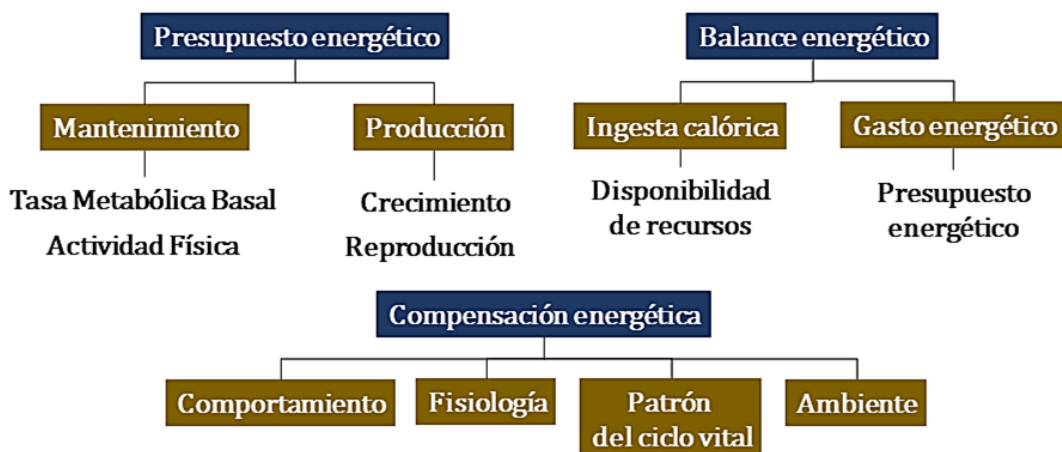 Presupuesto energético
Mantenimiento
Producción
Tasa Metabólica Basal
Actividad Física
Crecimiento
Reproducción
Balance energético
Ingesta calórica
Gasto energético
Disponibilidad
de recursos
Presupuesto
energético
Compensación energética
Comportamiento
Fisiología
Patrón
del ciclo vital
Ambiente